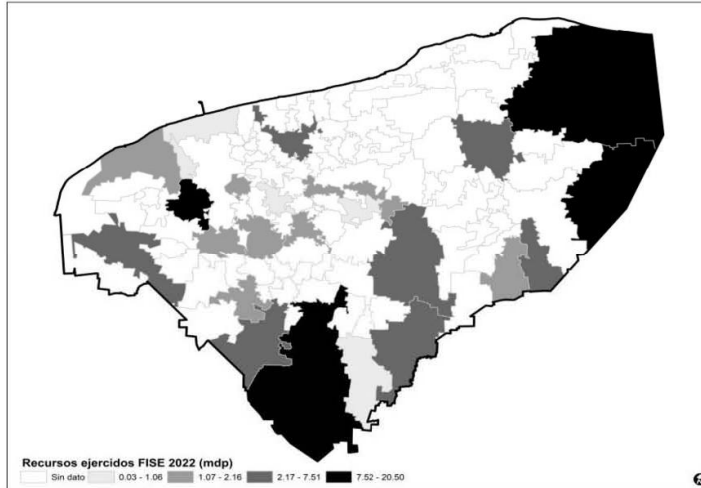 Recursos ejercidos FISE 2022 (mdp)
Sin dato 0.03 - 1.06 1.07 - 2.16 2.17 - 7.51 7.52 - 20.50